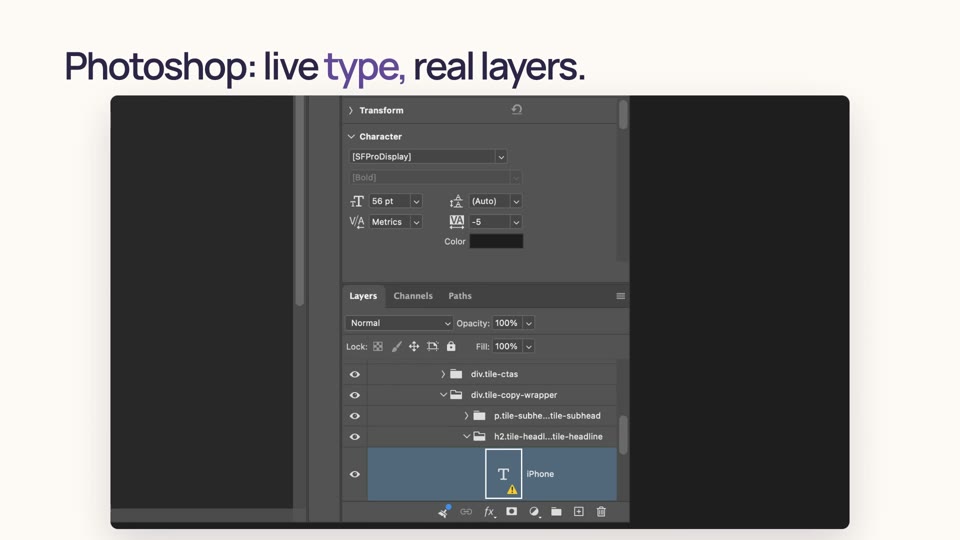 Photoshop: live type, real layers.
Transform
Character
[SFProDisplay]
[Bold]
56 pt (Auto)
Metrics -5
Color
Layers Channels Paths
Normal Opacity: 100%
Lock: Fill: 100%
div.tile-ctas
div.tile-copy-wrapper
p.tile-subhe...tile-subhead
h2.tile-headl...tile-headline
T iPhone
fx